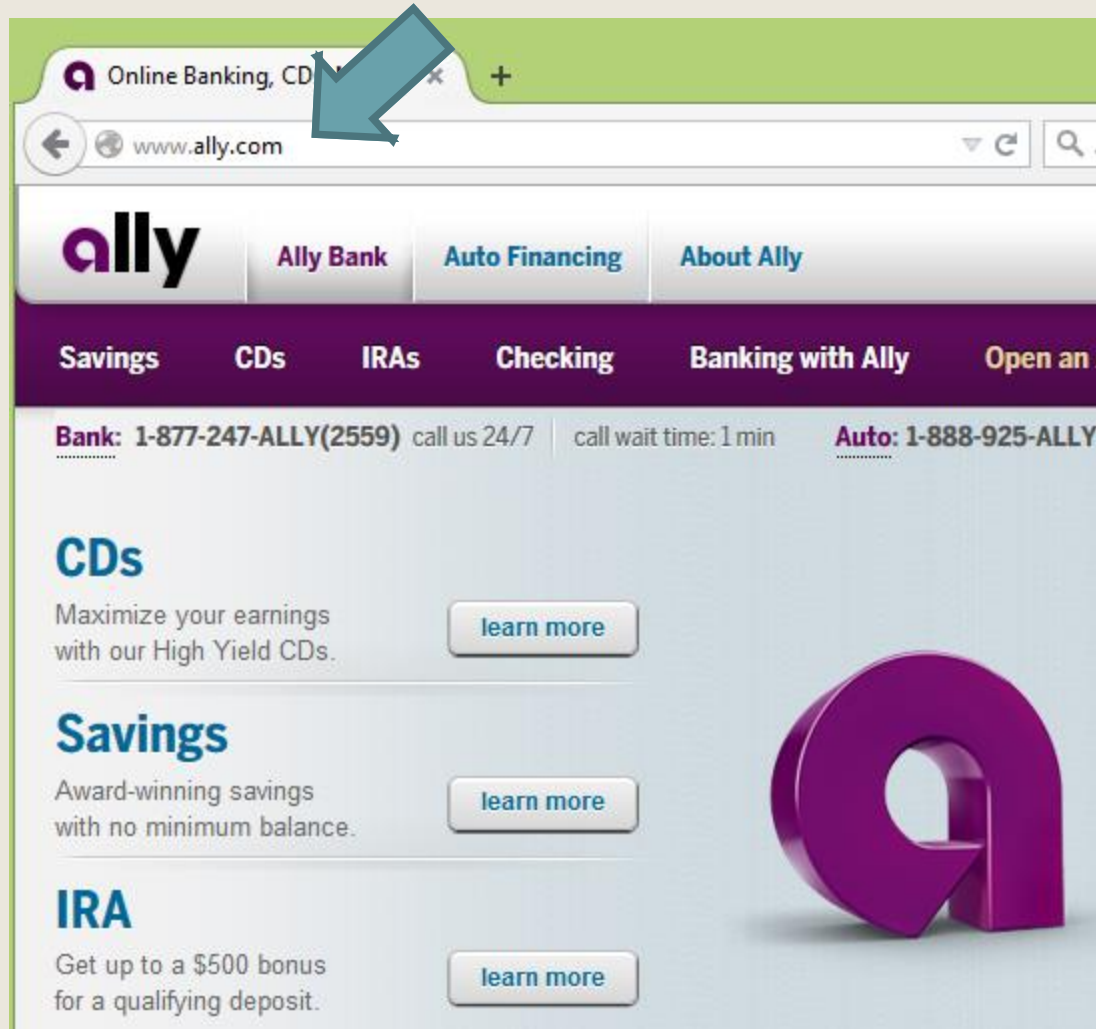 Online Banking, CD
www.ally.com
ally
Ally Bank
Auto Financing
About Ally
Savings
CDs
IRAs
Checking
Banking with Ally
Open an
Bank: 1-877-247-ALLY(2559) call us 24/7
call wait time: 1 min
Auto: 1-888-925-ALLY
CDs
Maximize your earnings
with our High Yield CDs.
learn more
Savings
Award-winning savings
with no minimum balance.
learn more
IRA
Get up to a $500 bonus
for a qualifying deposit.
learn more